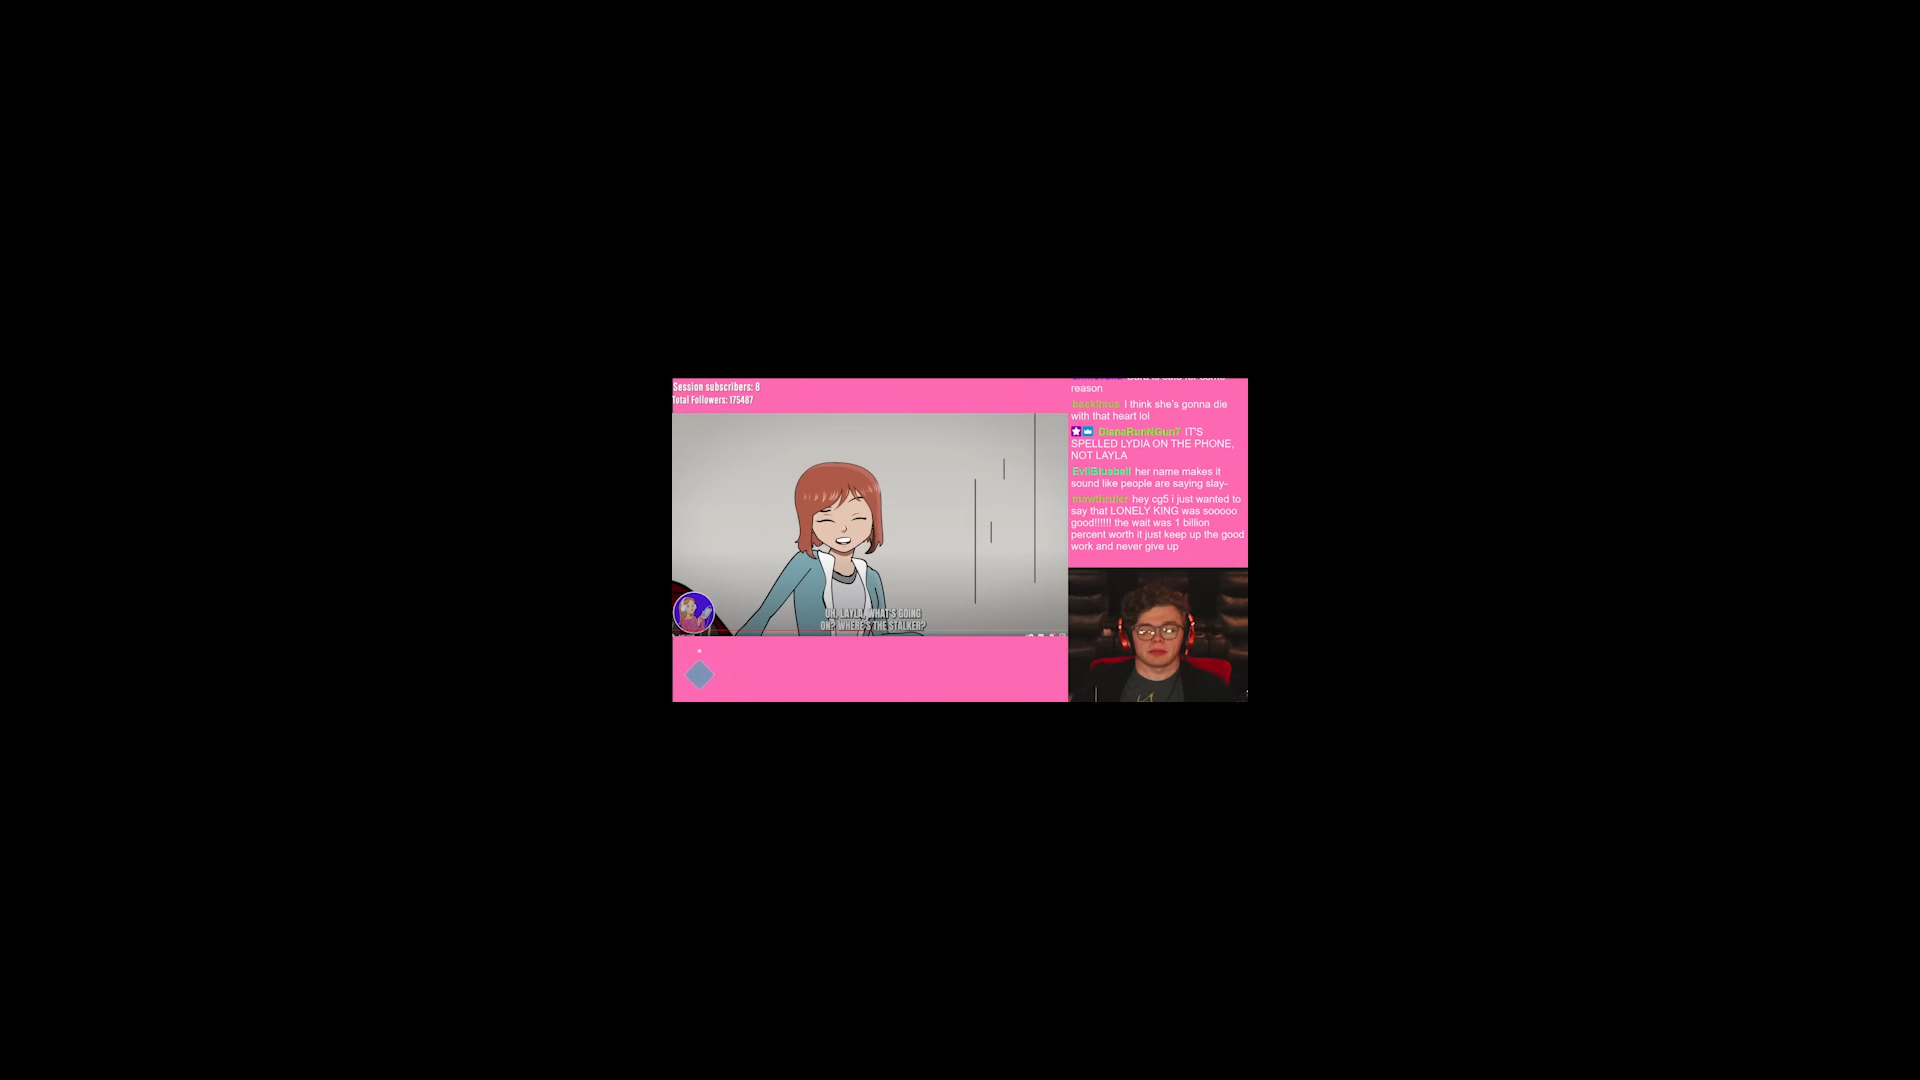 Session subscribers: 8
Total Followers: 175487
reason
I think she's gonna die
with that heart lol
DianeRunNGun7 IT'S
SPELLED LYDIA ON THE PHONE,
NOT LAYLA
EvilBlueball her name makes it
sound like people are saying slay-
hey cg5 i just wanted to
say that LONELY KING was sooooo
good!!!!!! the wait was 1 billion
percent worth it just keep up the good
work and never give up
UH, LAYLA, WHAT'S GOING
ON? WHERE'S THE STALKER?